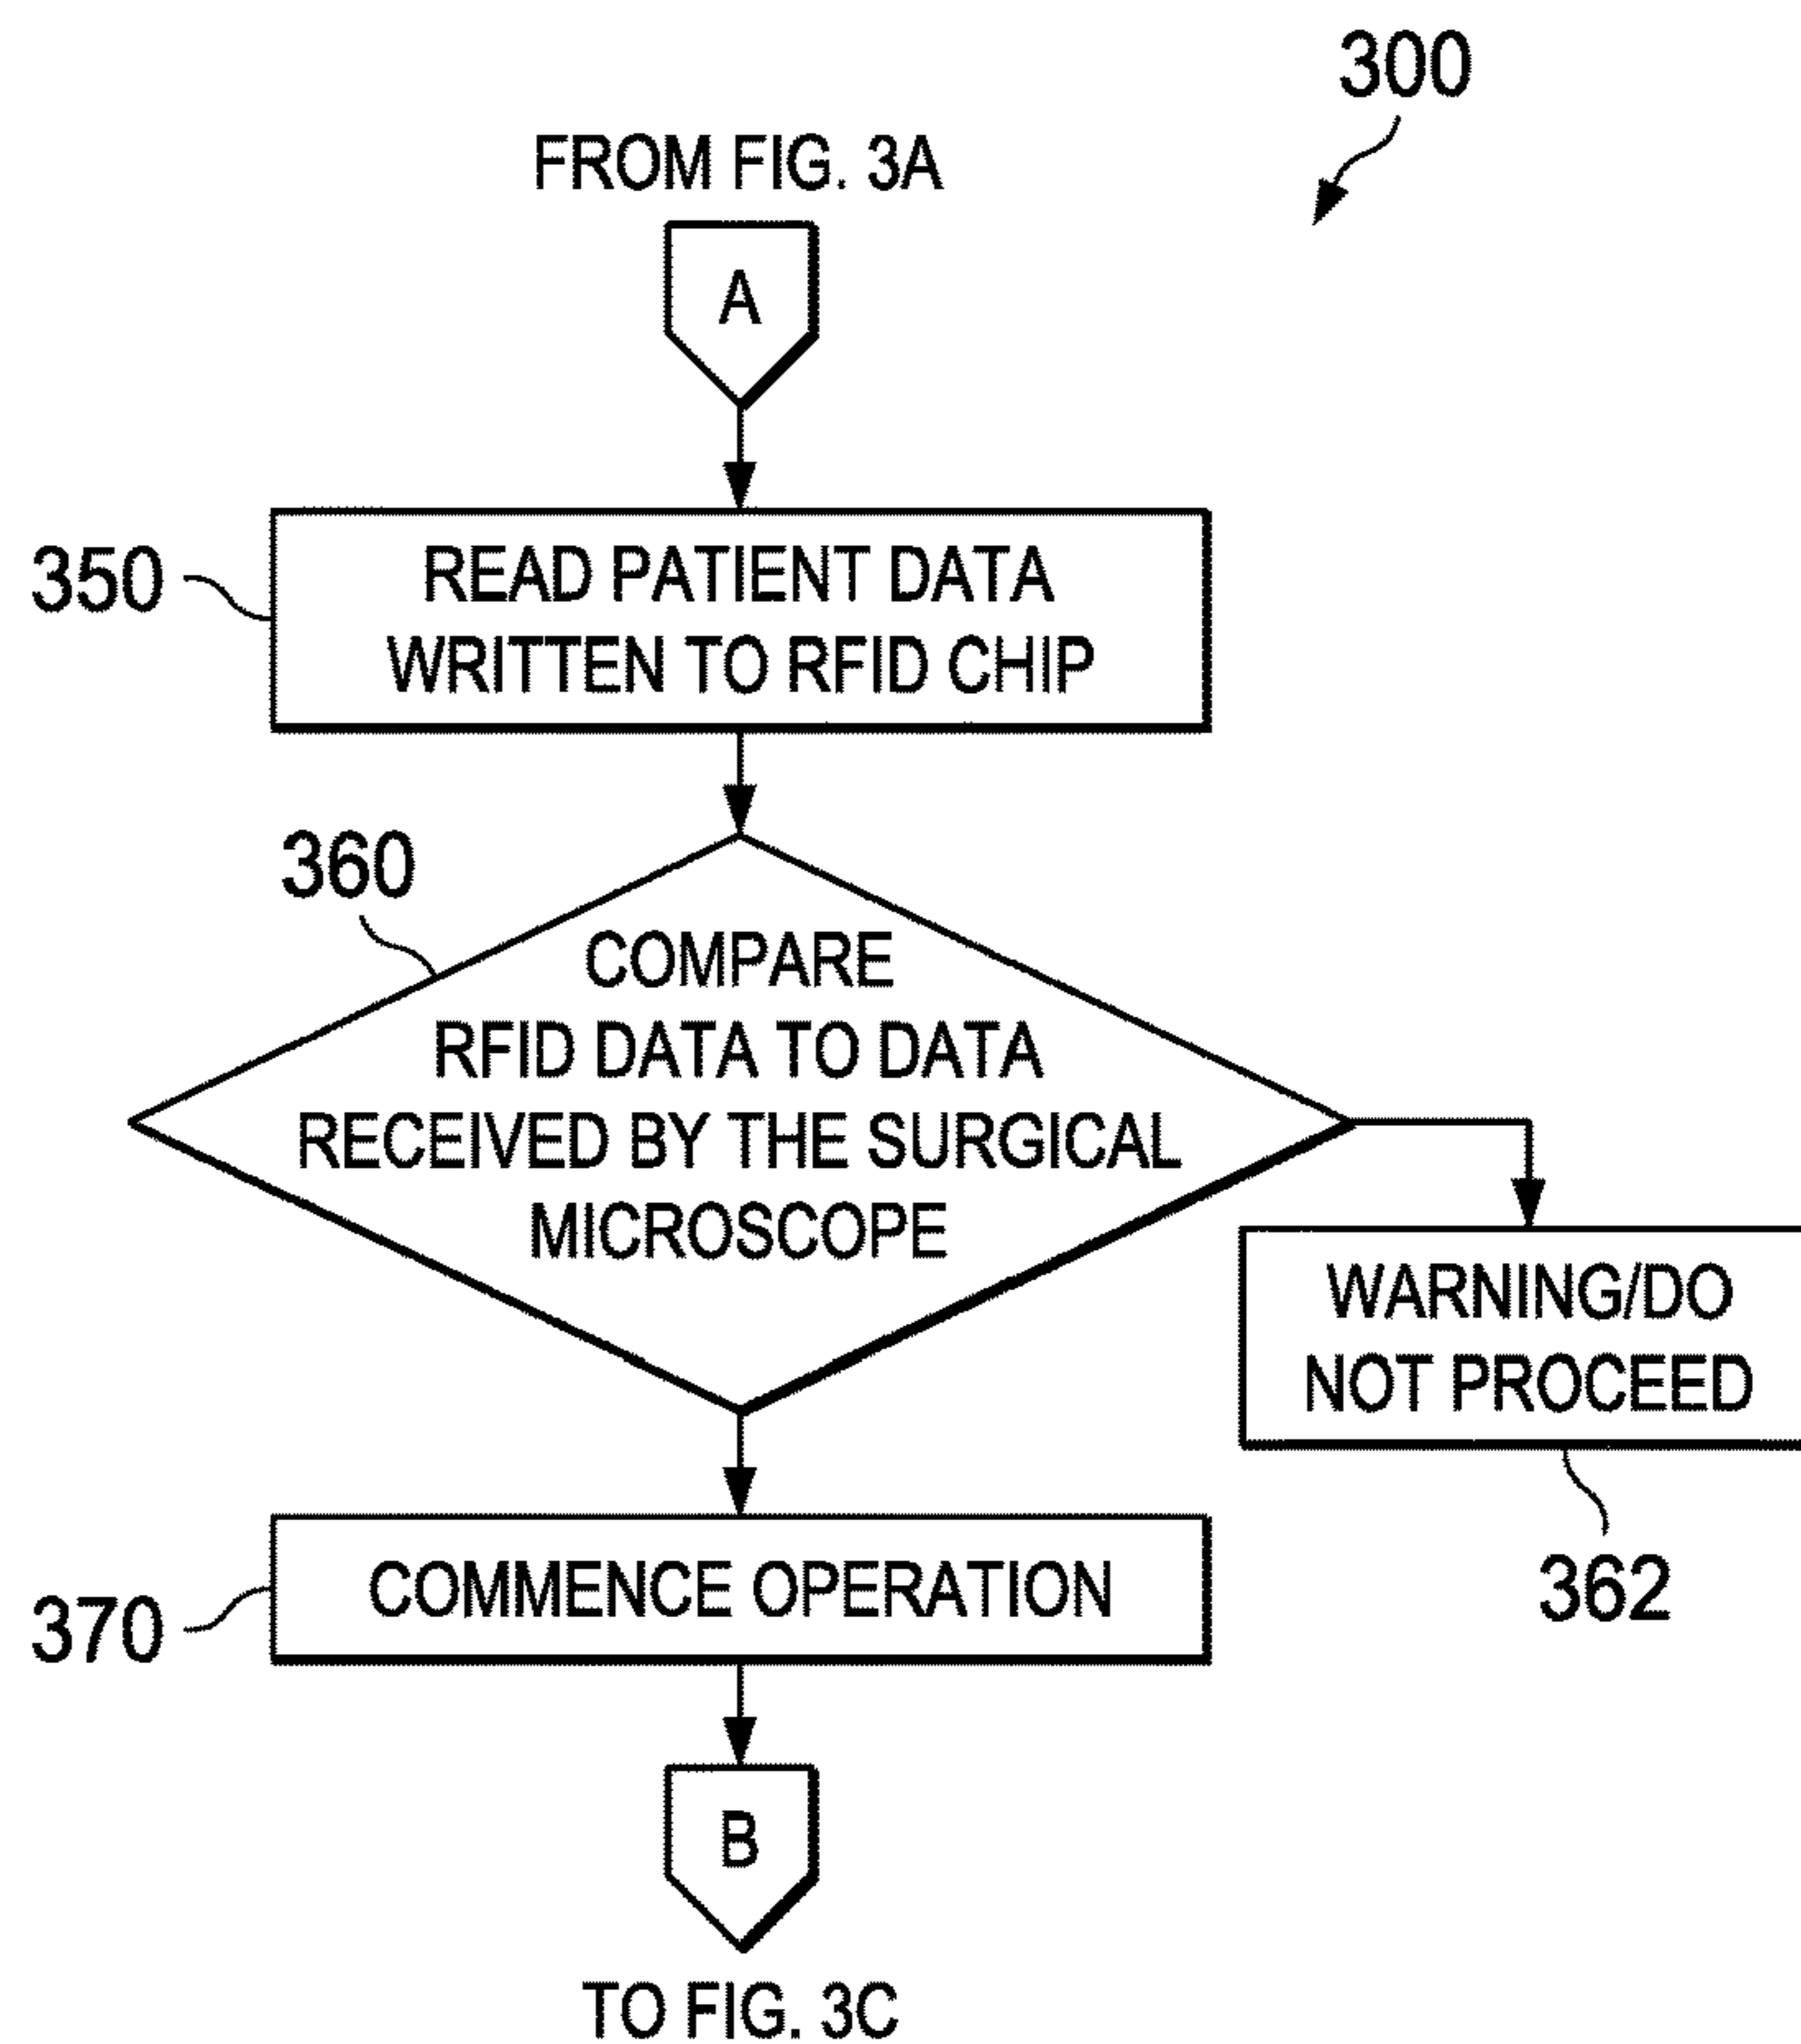 300
FROM FIG. 3A
A
350
READ PATIENT DATA
WRITTEN TO RFID CHIP
360
COMPARE
RFID DATA TO DATA
RECEIVED BY THE SURGICAL
MICROSCOPE
WARNING/DO
NOT PROCEED
362
370
COMMENCE OPERATION
B
TO FIG. 3C